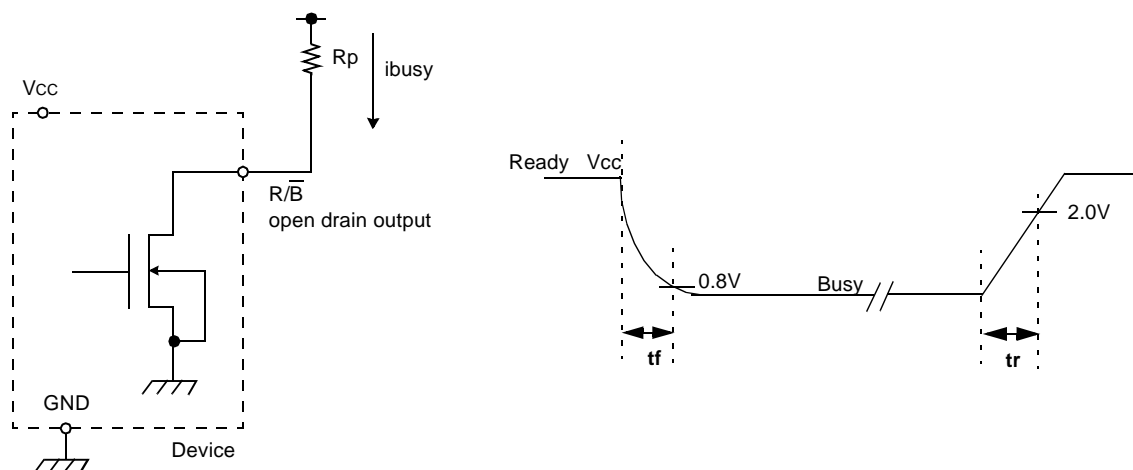 Rp
ibusy
VCC
R/B̅
open drain output
GND
Device
Ready Vcc
2.0V
0.8V
Busy
tf
tr